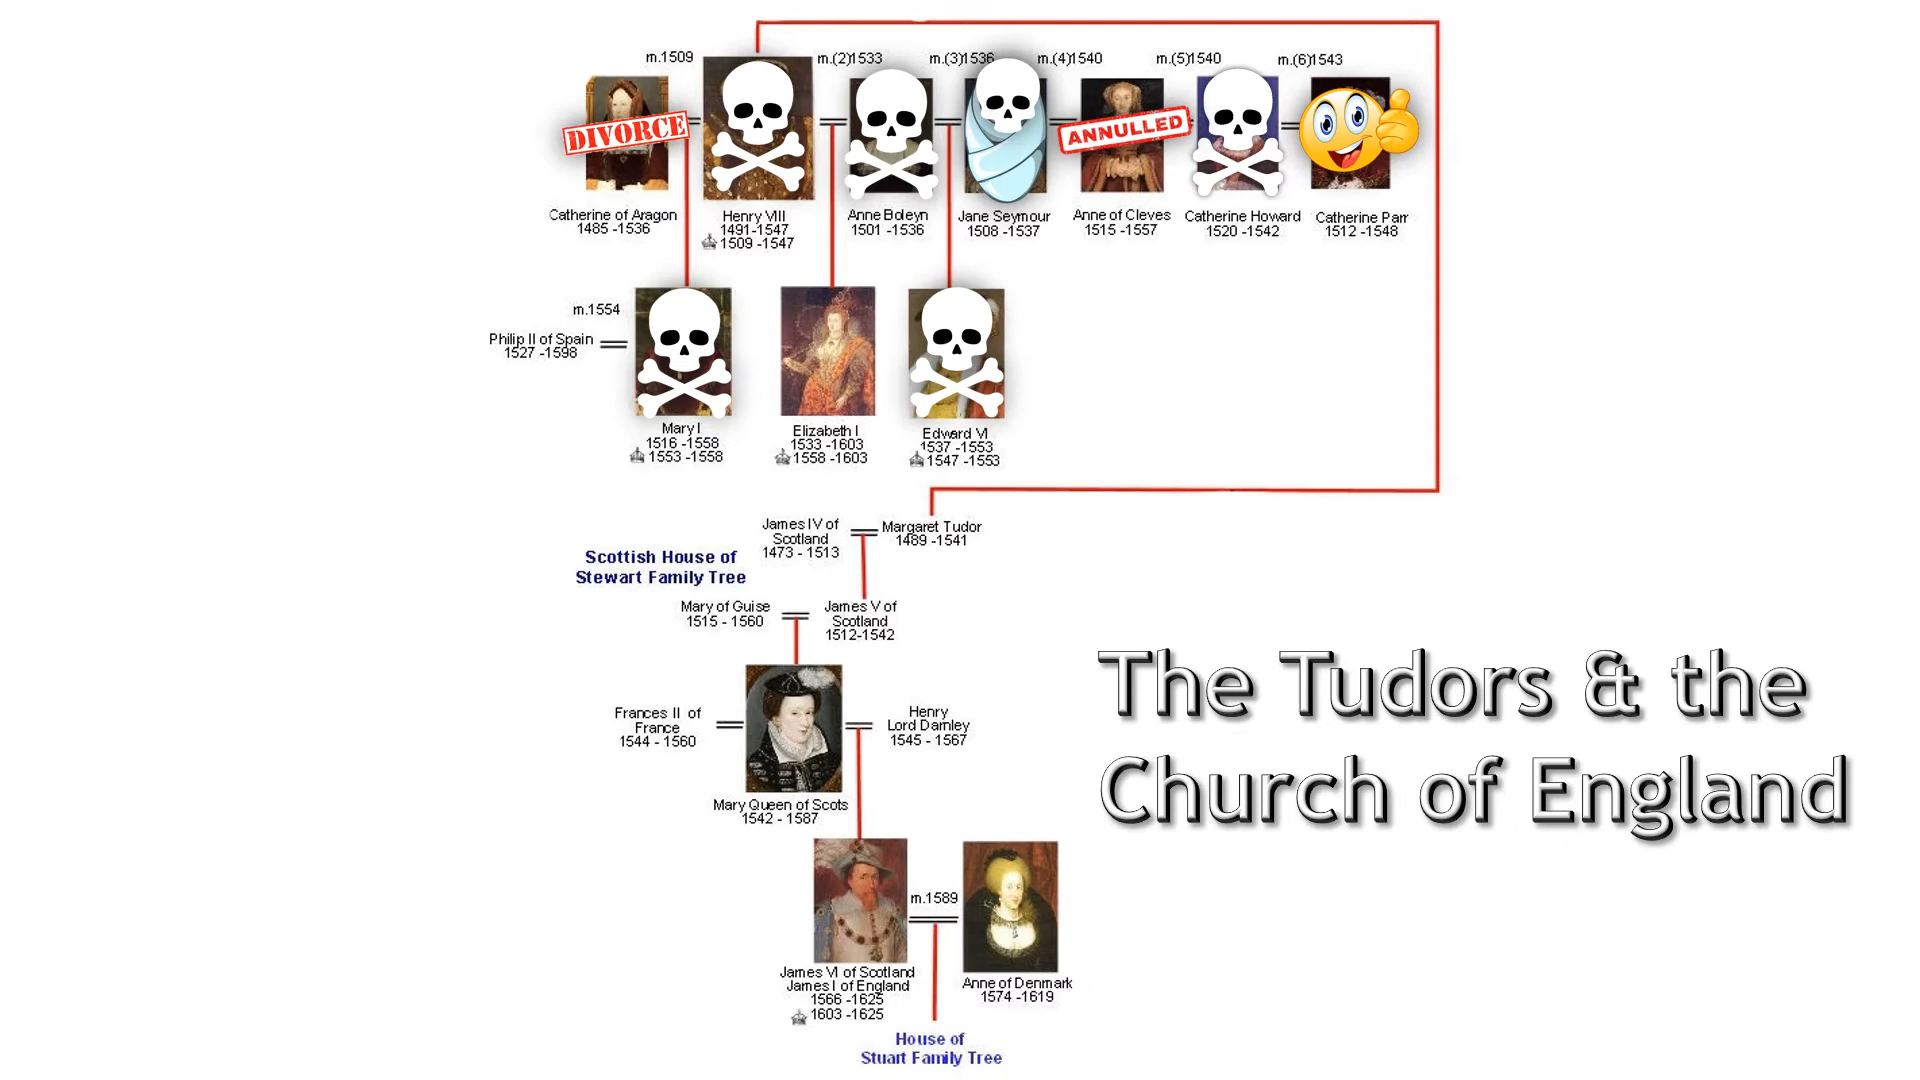 m.1509
m.(2)1533
m.(3)1536
m.(4)1540
m.(5)1540
m.(6)1543
DIVORCE
ANNULLED
Catherine of Aragon
1485 -1536
Henry VIII
1491-1547
1509 -1547
Anne Boleyn
1501 -1536
Jane Seymour
1508 -1537
Anne of Cleves
1515 -1557
Catherine Howard
1520 -1542
Catherine Parr
1512 -1548
m.1554
Philip II of Spain
1527 -1598
Mary I
1516 -1558
1553 -1558
Elizabeth I
1533 -1603
1558 -1603
Edward VI
1537 -1553
1547 -1553
James IV of
Scotland
1473 - 1513
Margaret Tudor
1489 -1541
Scottish House of
Stewart Family Tree
Mary of Guise
1515 - 1560
James V of
Scotland
1512-1542
Frances II of
France
1544 - 1560
Henry
Lord Darnley
1545 - 1567
Mary Queen of Scots
1542 - 1587
The Tudors & the
Church of England
m.1589
James VI of Scotland
James I of England
1566 -1625
1603 -1625
Anne of Denmark
1574 -1619
House of
Stuart Family Tree